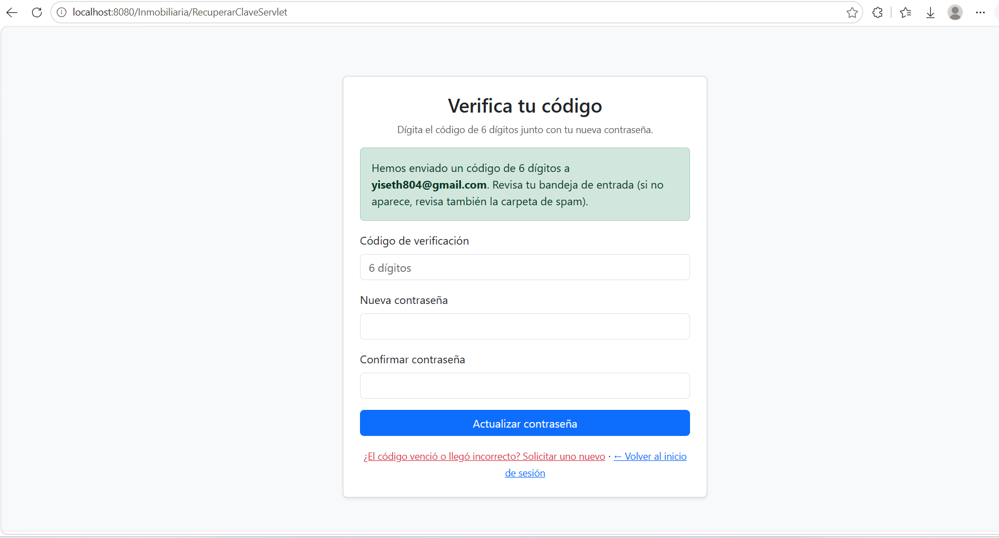 localhost:8080/Inmobiliaria/RecuperarClaveServlet
Verifica tu código
Dígita el código de 6 dígitos junto con tu nueva contraseña.
Hemos enviado un código de 6 dígitos a
yiseth804@gmail.com. Revisa tu bandeja de entrada (si no
aparece, revisa también la carpeta de spam).
Código de verificación
6 dígitos
Nueva contraseña
Confirmar contraseña
Actualizar contraseña
¿El código venció o llegó incorrecto? Solicitar uno nuevo · ← Volver al inicio
de sesión